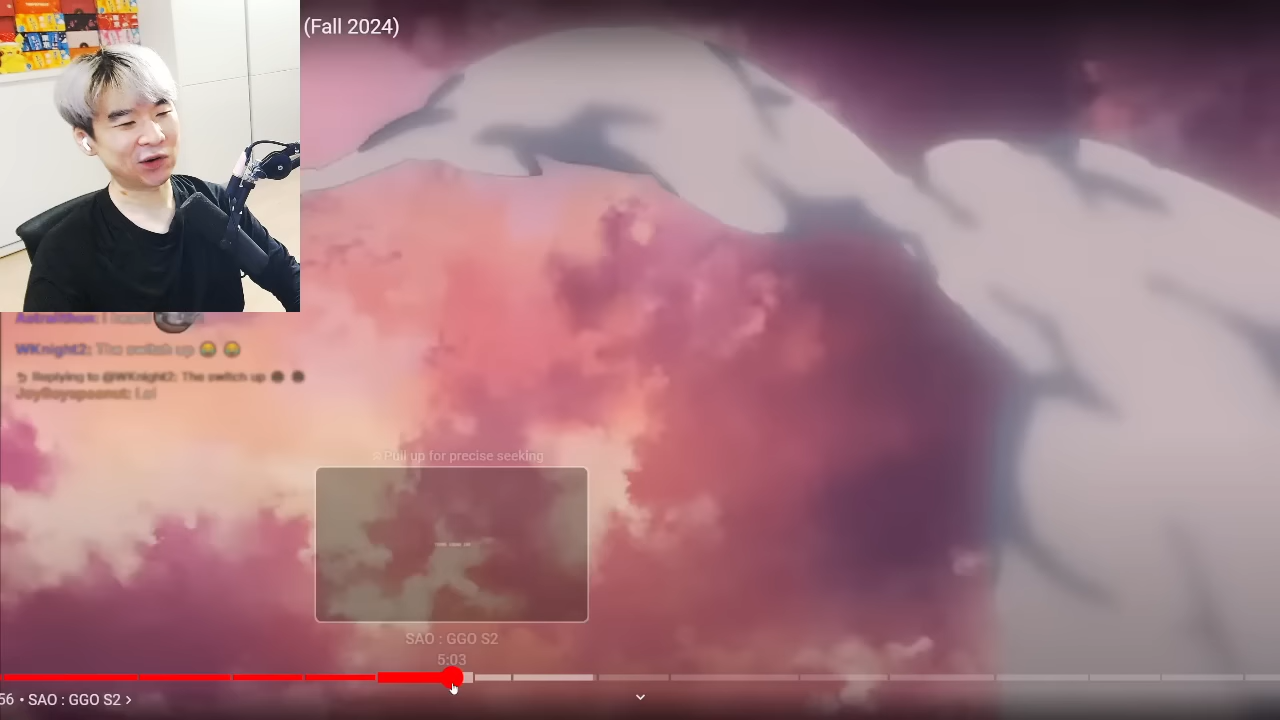 (Fall 2024)
WKnight2: The switch up 😂 😂
Replying to @WKnight2: The switch up
Pull up for precise seeking
SAO : GGO S2
5:03
56 • SAO : GGO S2 >